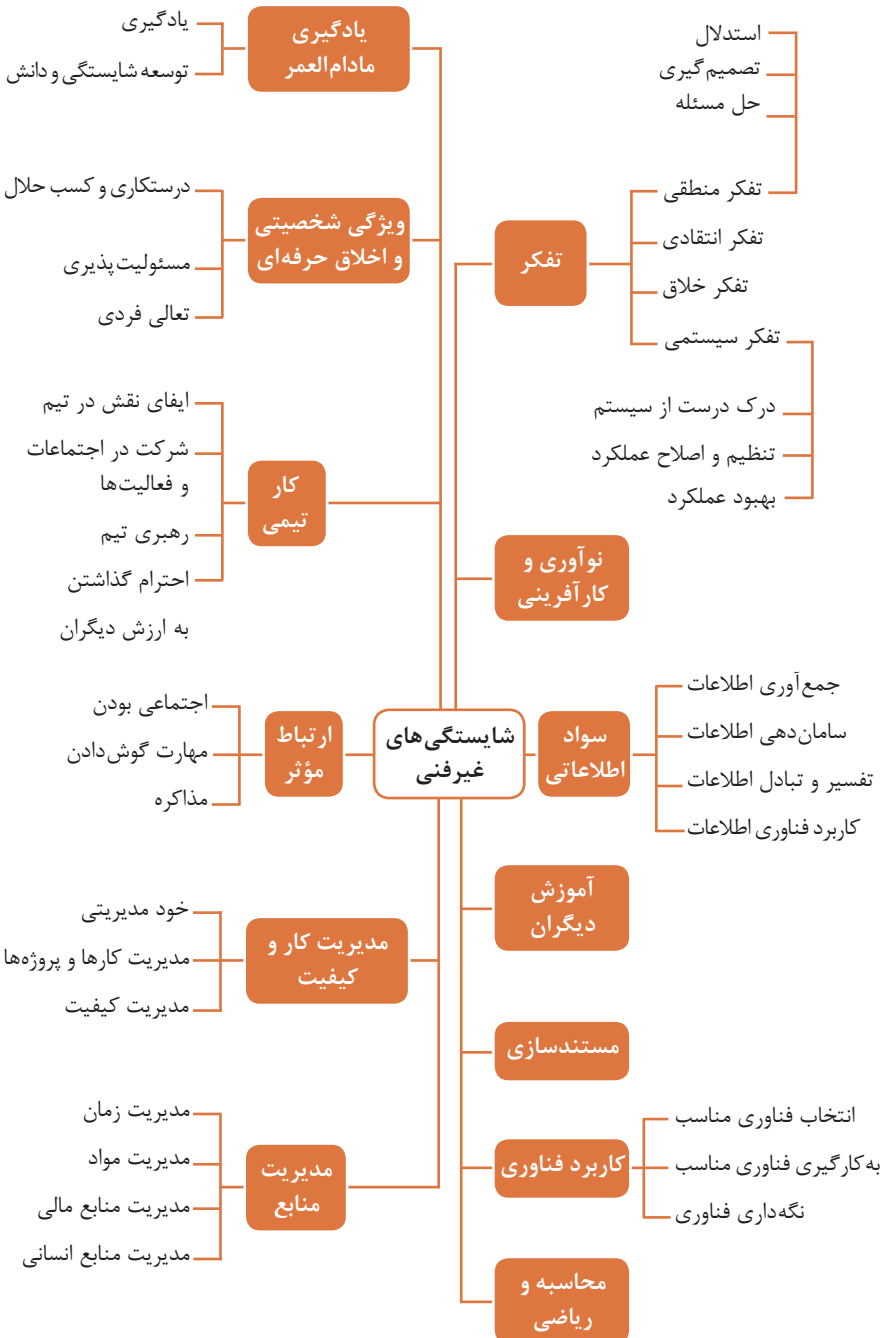 شایستگی‌های
غیرفنی
تفکر
استدلال
تصمیم‌گیری
حل مسئله
تفکر منطقی
تفکر انتقادی
تفکر خلاق
تفکر سیستمی
درک درست از سیستم
تنظیم و اصلاح عملکرد
بهبود عملکرد
نوآوری و
کارآفرینی
سواد
اطلاعاتی
جمع‌آوری اطلاعات
سامان‌دهی اطلاعات
تفسیر و تبادل اطلاعات
کاربرد فناوری اطلاعات
آموزش
دیگران
مستندسازی
کاربرد فناوری
انتخاب فناوری مناسب
به‌کارگیری فناوری مناسب
نگه‌داری فناوری
محاسبه و
ریاضی
یادگیری
مادام‌العمر
یادگیری
توسعه شایستگی و دانش
ویژگی شخصیتی
و اخلاق حرفه‌ای
درستکاری و کسب حلال
مسئولیت‌پذیری
تعالی فردی
کار
تیمی
ایفای نقش در تیم
شرکت در اجتماعات
و فعالیت‌ها
رهبری تیم
احترام گذاشتن
به ارزش دیگران
ارتباط
مؤثر
اجتماعی بودن
مهارت گوش‌دادن
مذاکره
مدیریت کار و
کیفیت
خود مدیریتی
مدیریت کارها و پروژه‌ها
مدیریت کیفیت
مدیریت
منابع
مدیریت زمان
مدیریت مواد
مدیریت منابع مالی
مدیریت منابع انسانی